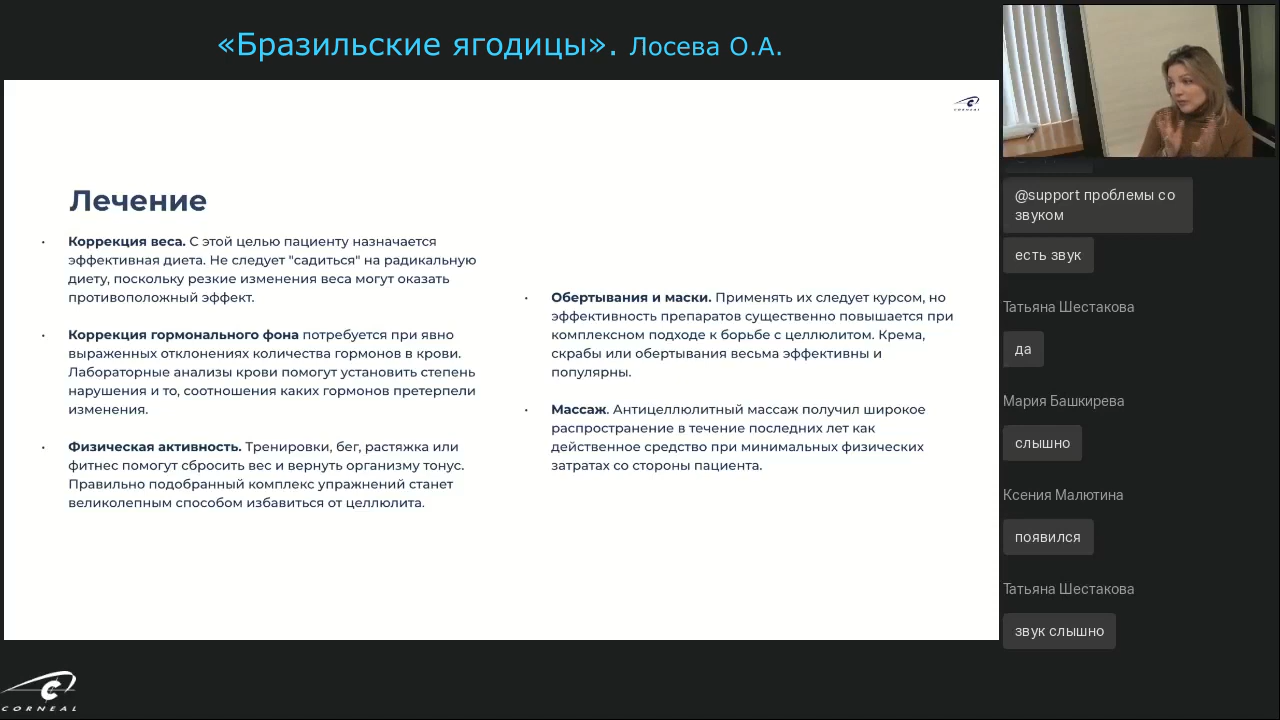 «Бразильские ягодицы». Лосева О.А.
CORNEAL
Лечение
• Коррекция веса. С этой целью пациенту назначается
эффективная диета. Не следует "садиться" на радикальную
диету, поскольку резкие изменения веса могут оказать
противоположный эффект.
• Коррекция гормонального фона потребуется при явно
выраженных отклонениях количества гормонов в крови.
Лабораторные анализы крови помогут установить степень
нарушения и то, соотношения каких гормонов претерпели
изменения.
• Физическая активность. Тренировки, бег, растяжка или
фитнес помогут сбросить вес и вернуть организму тонус.
Правильно подобранный комплекс упражнений станет
великолепным способом избавиться от целлюлита.
• Обертывания и маски. Применять их следует курсом, но
эффективность препаратов существенно повышается при
комплексном подходе к борьбе с целлюлитом. Крема,
скрабы или обертывания весьма эффективны и
популярны.
• Массаж. Антицеллюлитный массаж получил широкое
распространение в течение последних лет как
действенное средство при минимальных физических
затратах со стороны пациента.
@support проблемы со
звуком
есть звук
Татьяна Шестакова
да
Мария Башкирева
слышно
Ксения Малютина
появился
Татьяна Шестакова
звук слышно
CORNEAL